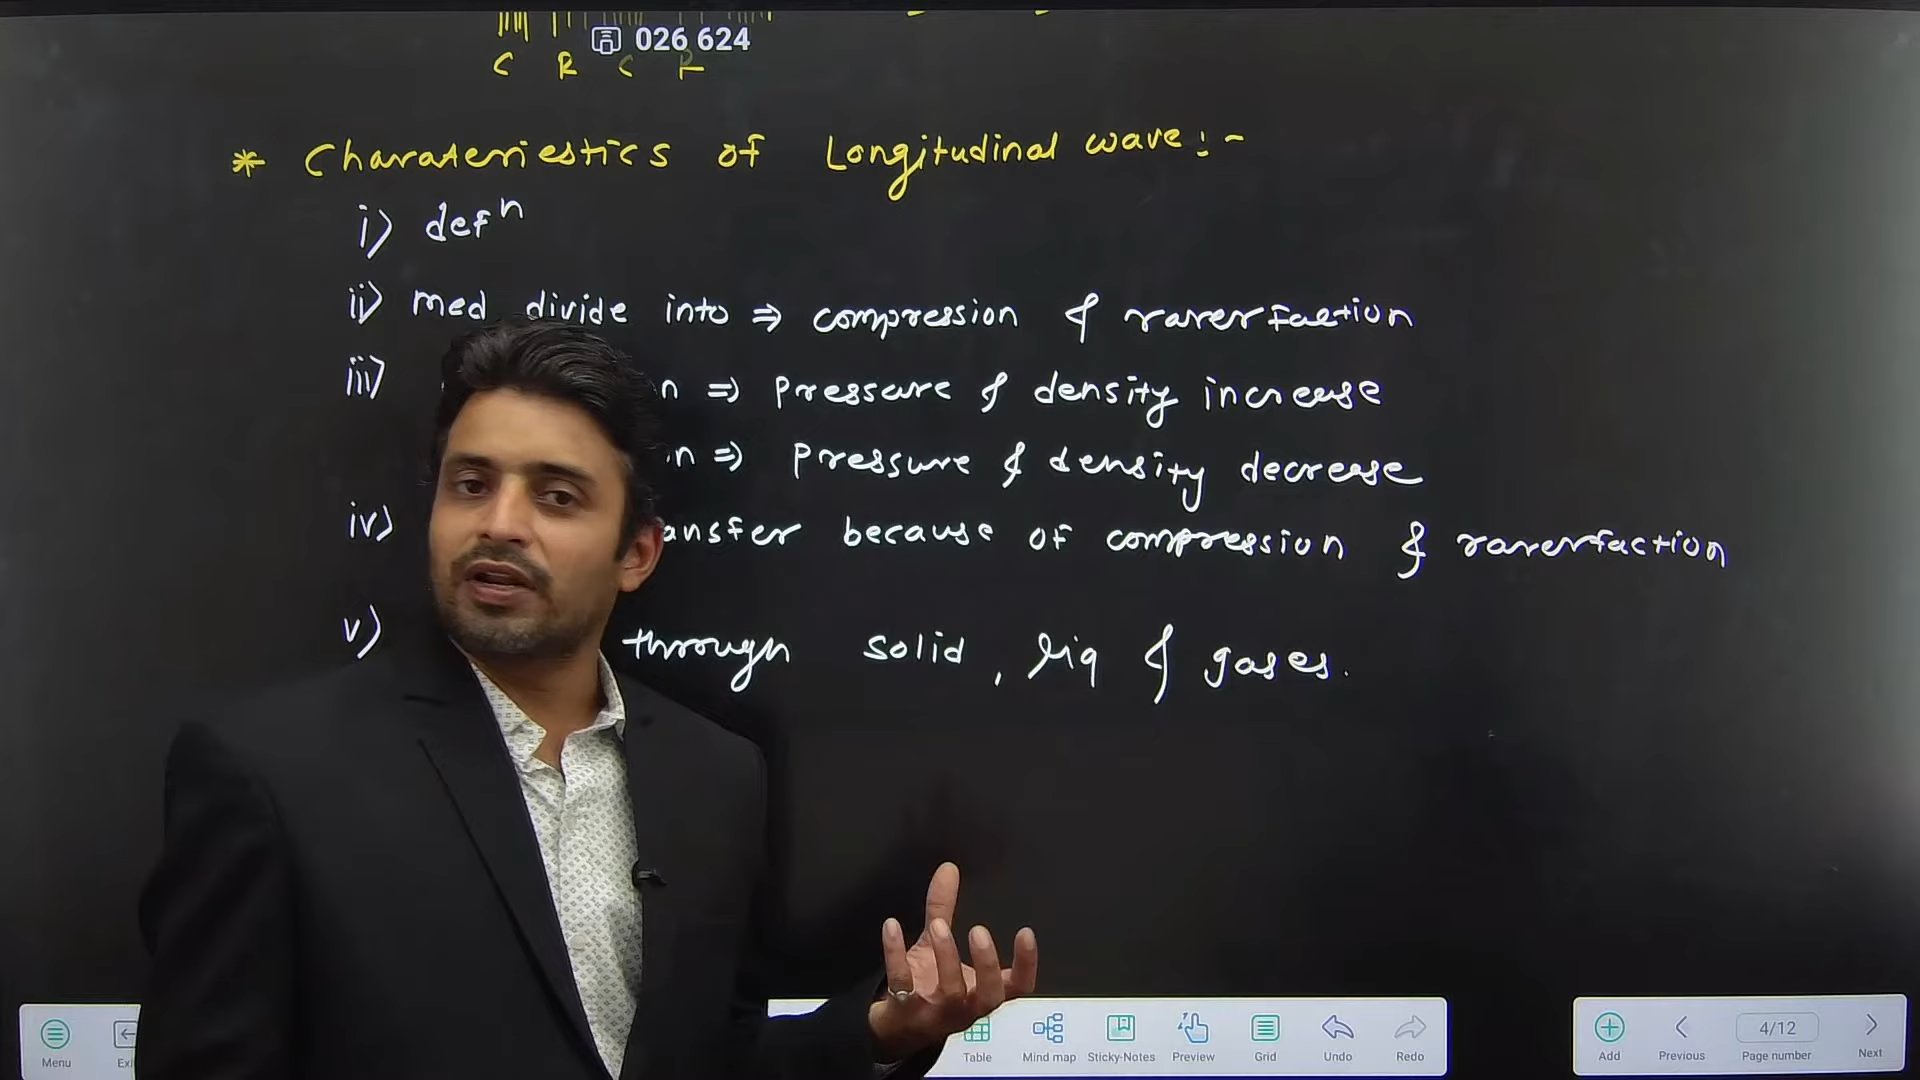 026 624
C R C R
* Charateriestics of Longitudinal wave :-
i) defn
ii) med divide into ⇒ compression & rarerfaction
iii) n ⇒ pressure & density increase
n ⇒ pressure & density decrease
iv) ansfer because of compression & rarerfaction
v) through solid, liq & gases.
Menu Exi Table Mind map Sticky-Notes Preview Grid Undo Redo Add Previous 4/12 Page number Next